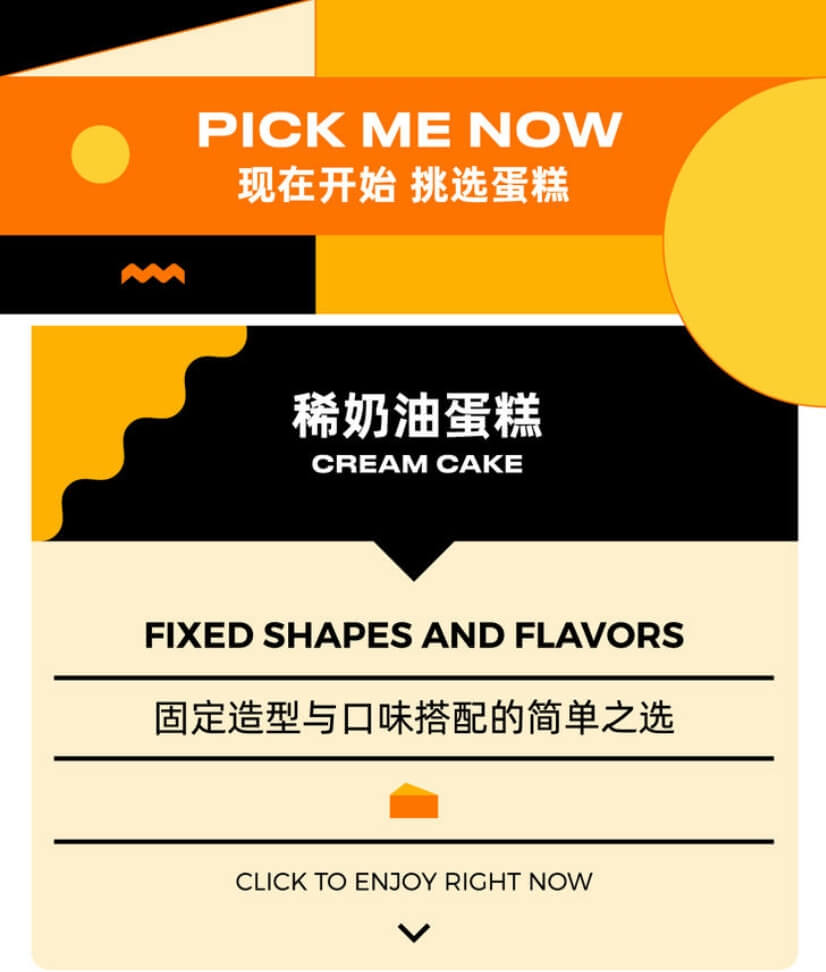 PICK ME NOW
现在开始 挑选蛋糕
稀奶油蛋糕
CREAM CAKE
FIXED SHAPES AND FLAVORS
固定造型与口味搭配的简单之选
CLICK TO ENJOY RIGHT NOW